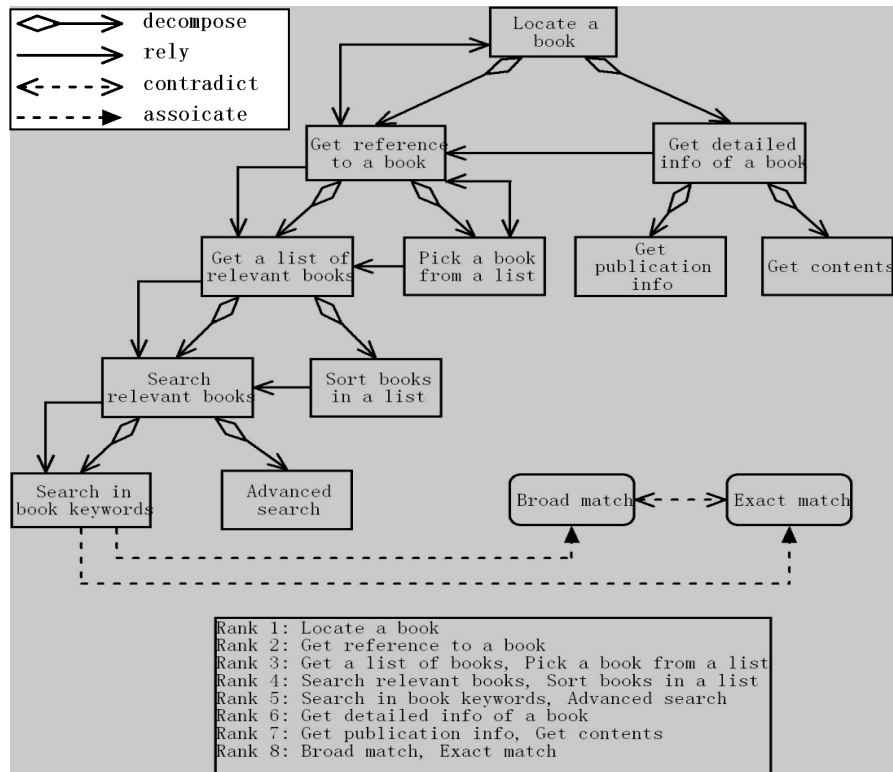 decompose
rely
contradict
assoicate
Locate a
book
Get reference
to a book
Get detailed
info of a book
Get a list of
relevant books
Pick a book
from a list
Get
publication
info
Get contents
Search
relevant books
Sort books
in a list
Search in
book keywords
Advanced
search
Broad match
Exact match
Rank 1: Locate a book
Rank 2: Get reference to a book
Rank 3: Get a list of books, Pick a book from a list
Rank 4: Search relevant books, Sort books in a list
Rank 5: Search in book keywords, Advanced search
Rank 6: Get detailed info of a book
Rank 7: Get publication info, Get contents
Rank 8: Broad match, Exact match